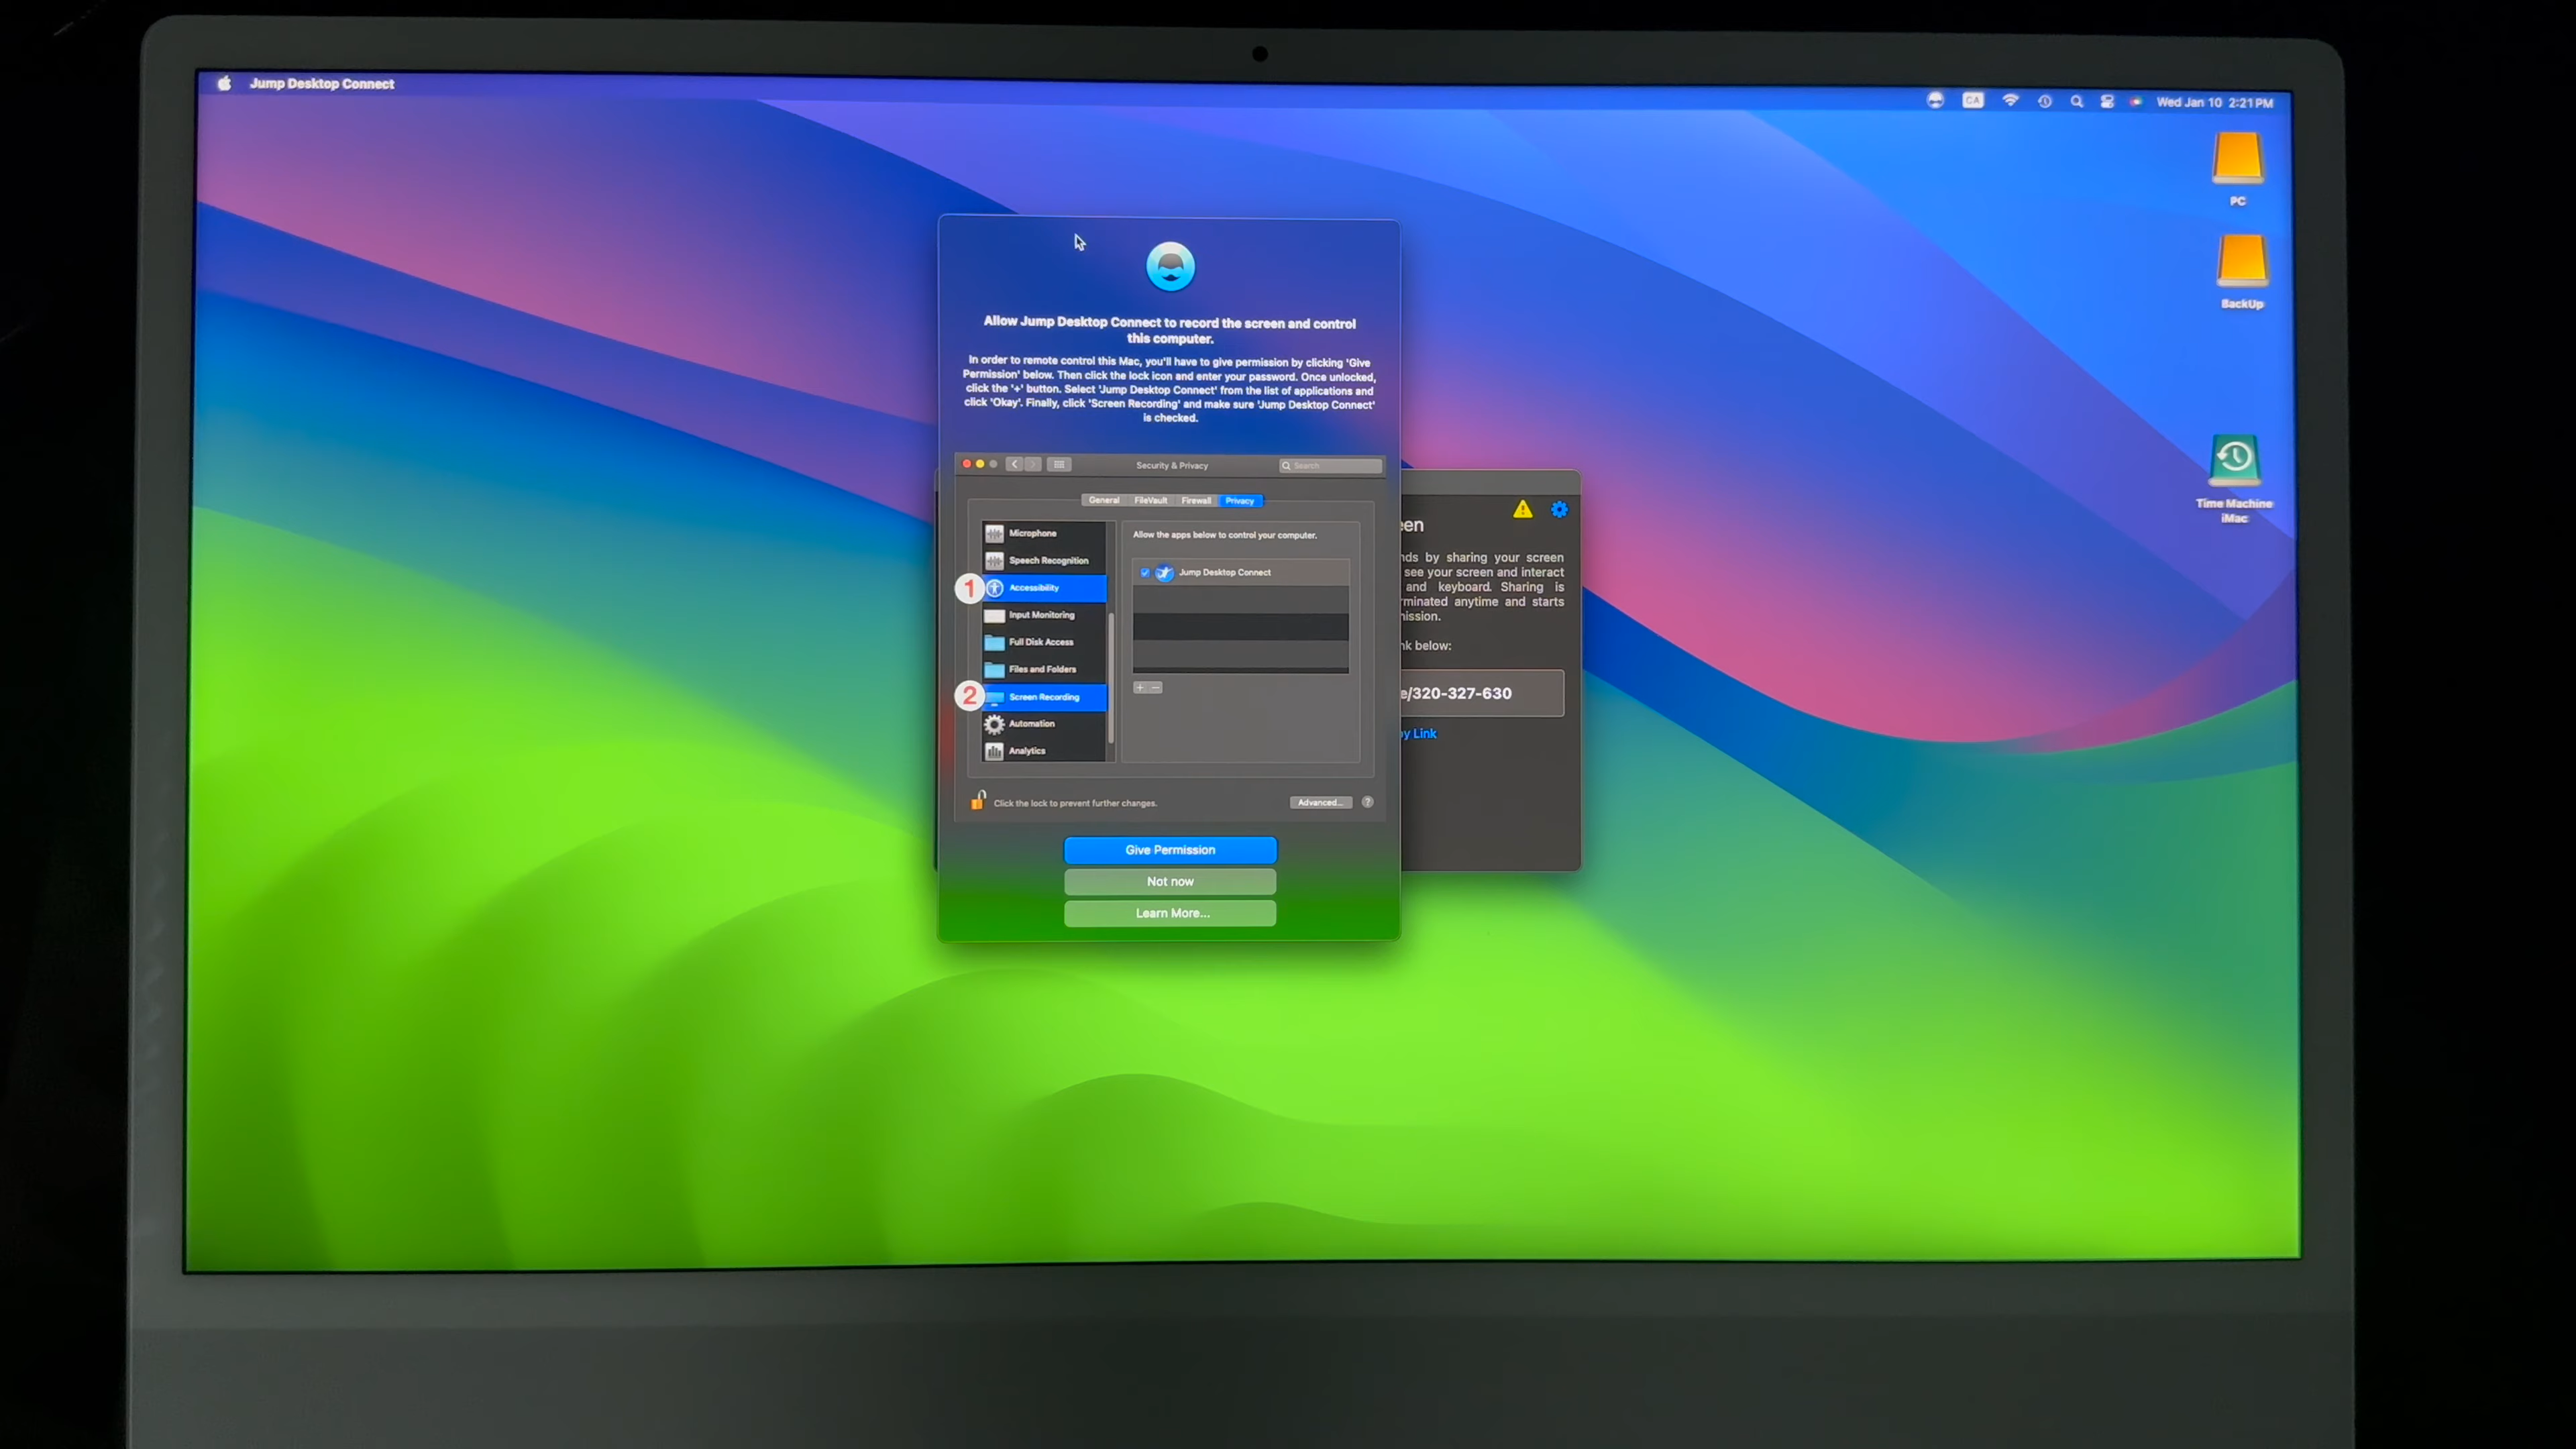 Jump Desktop Connect
CA
Wed Jan 10 2:21 PM
PC
BackUp
Time Machine
iMac
Allow Jump Desktop Connect to record the screen and control
this computer.
In order to remote control this Mac, you'll have to give permission by clicking 'Give
Permission' below. Then click the lock icon and enter your password. Once unlocked,
click the '+' button. Select 'Jump Desktop Connect' from the list of applications and
click 'Okay'. Finally, click 'Screen Recording' and make sure 'Jump Desktop Connect'
is checked.
Security & Privacy
Search
General
FileVault
Firewall
Privacy
Microphone
Speech Recognition
1
Accessibility
Input Monitoring
Full Disk Access
Files and Folders
2
Screen Recording
Automation
Analytics
Allow the apps below to control your computer.
Jump Desktop Connect
+ −
Click the lock to prevent further changes.
Advanced...
?
Give Permission
Not now
Learn More...
een
nds by sharing your screen
see your screen and interact
and keyboard. Sharing is
rminated anytime and starts
nission.
nk below:
e/320-327-630
y Link